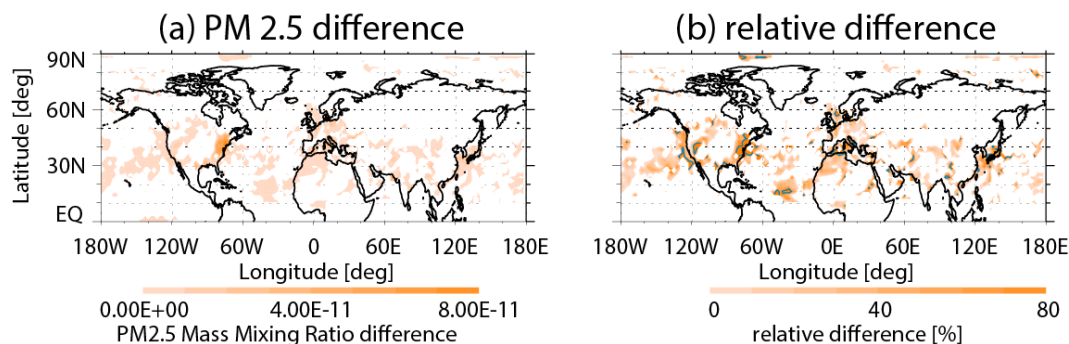 (a) PM 2.5 difference
(b) relative difference
Latitude [deg]
90N
60N
30N
EQ
180W 120W 60W 0 60E 120E 180E
Longitude [deg]
0.00E+00 4.00E-11 8.00E-11
PM2.5 Mass Mixing Ratio difference
180W 120W 60W 0E 60E 120E 180E
Longitude [deg]
0 40 80
relative difference [%]